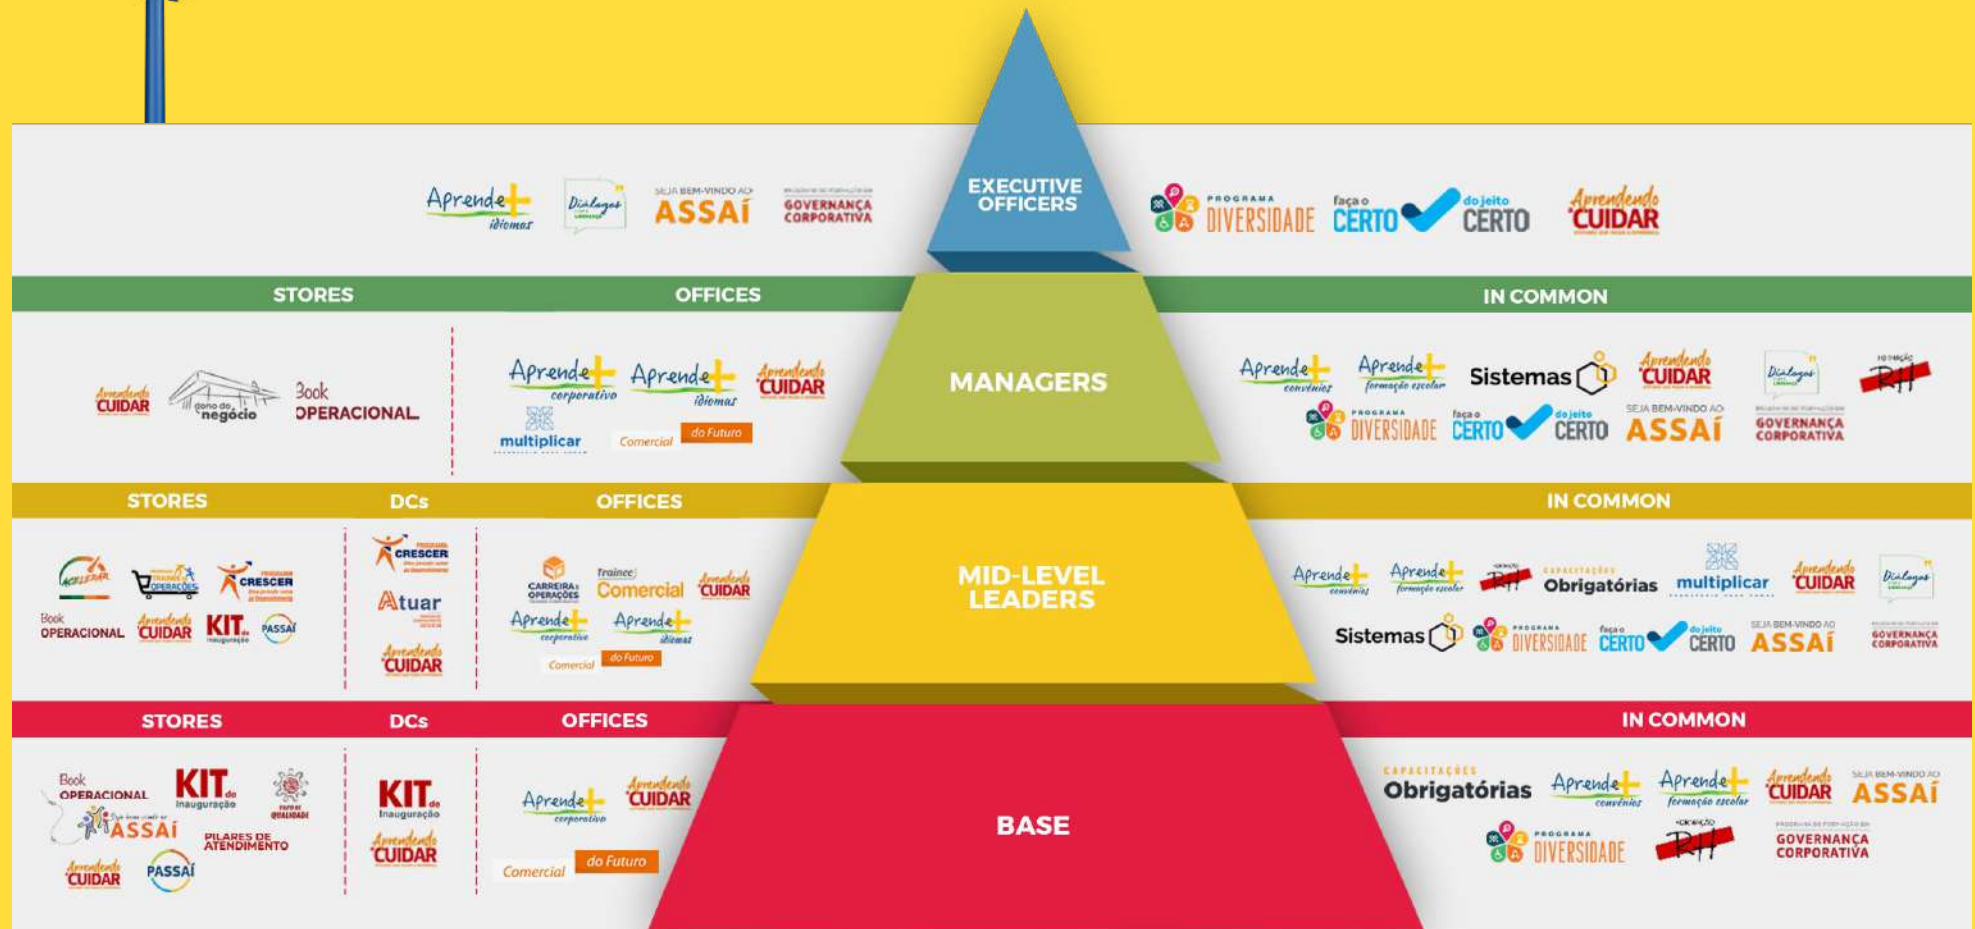 EXECUTIVE
OFFICERS
Aprende+
idiomas
Diálogos
SEJA BEM-VINDO AO
ASSAÍ
GOVERNANÇA
CORPORATIVA
PROGRAMA
DIVERSIDADE
faça o
CERTO
do jeito
CERTO
Aprendendo
CUIDAR
STORES
OFFICES
IN COMMON
MANAGERS
Aprendendo
CUIDAR
dono do
negócio
Book
OPERACIONAL
Aprende+
corporativo
Aprende+
idiomas
Aprendendo
CUIDAR
multiplicar
Comercial do Futuro
Aprende+
convênios
Aprende+
formação escolar
Sistemas
Aprendendo
CUIDAR
Diálogos
FORMAÇÃO
RH
PROGRAMA
DIVERSIDADE
faça o
CERTO
do jeito
CERTO
SEJA BEM-VINDO AO
ASSAÍ
GOVERNANÇA
CORPORATIVA
STORES
DCs
OFFICES
IN COMMON
MID-LEVEL
LEADERS
ACELERAR
TRAINEE
OPERAÇÕES
PROGRAMA
CRESCER
Book
OPERACIONAL
Aprendendo
CUIDAR
KIT de
Inauguração
PASSAÍ
PROGRAMA
CRESCER
Atuar
Aprendendo
CUIDAR
CARREIRA
OPERAÇÕES
Trainee
Comercial
Aprendendo
CUIDAR
Aprende+
corporativo
Aprende+
idiomas
Comercial do Futuro
Aprende+
convênios
Aprende+
formação escolar
RH
CAPACITAÇÕES
Obrigatórias
multiplicar
Aprendendo
CUIDAR
Diálogos
Sistemas
PROGRAMA
DIVERSIDADE
faça o
CERTO
do jeito
CERTO
SEJA BEM-VINDO AO
ASSAÍ
GOVERNANÇA
CORPORATIVA
STORES
DCs
OFFICES
IN COMMON
BASE
Book
OPERACIONAL
KIT de
Inauguração
QUALIDADE
ASSAÍ
PILARES DE
ATENDIMENTO
Aprendendo
CUIDAR
PASSAÍ
KIT de
Inauguração
Aprendendo
CUIDAR
Aprende+
corporativo
Aprendendo
CUIDAR
Comercial do Futuro
CAPACITAÇÕES
Obrigatórias
Aprende+
convênios
Aprende+
formação escolar
Aprendendo
CUIDAR
SEJA BEM-VINDO AO
ASSAÍ
PROGRAMA
DIVERSIDADE
RH
GOVERNANÇA
CORPORATIVA